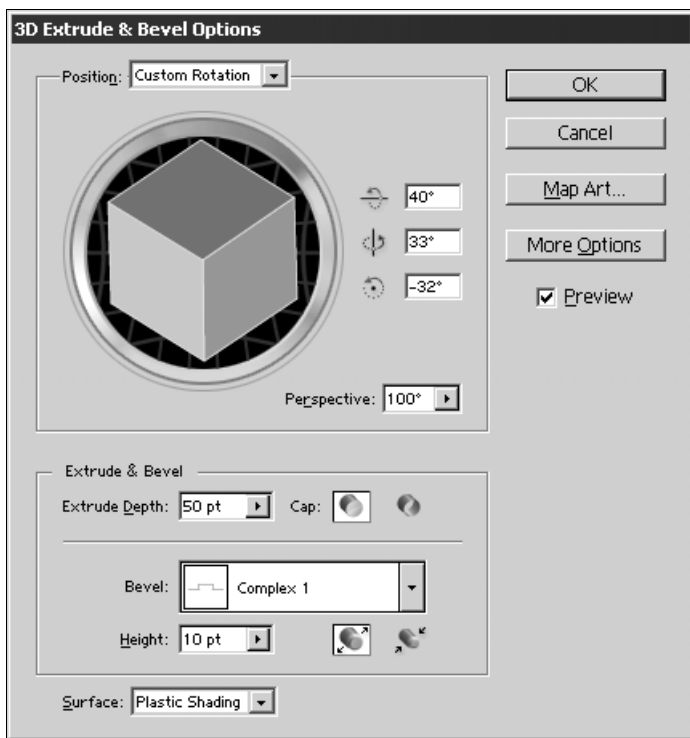 3D Extrude & Bevel Options
Position: Custom Rotation
OK
Cancel
Map Art...
More Options
Preview
40°
33°
-32°
Perspective: 100°
Extrude & Bevel
Extrude Depth: 50 pt Cap:
Bevel: Complex 1
Height: 10 pt
Surface: Plastic Shading